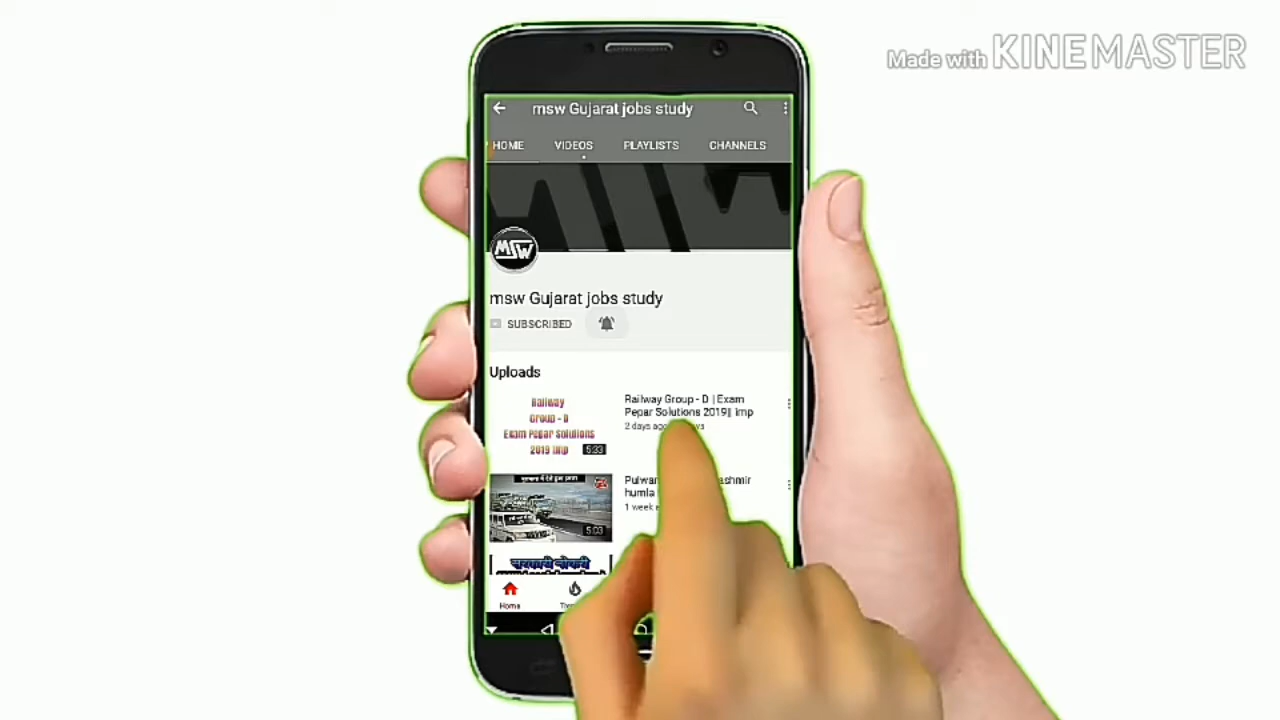 Made with KINEMASTER
msw Gujarat jobs study
HOME VIDEOS PLAYLISTS CHANNELS
MSW
msw Gujarat jobs study
SUBSCRIBED
Uploads
Railway
Group - D
Exam Pepar Solutions
2019 imp
5:33
Railway Group - D | Exam
Pepar Solutions 2019|| imp
2 days ago
5:03
humla
1 week
सरकारी नोकरी
Home